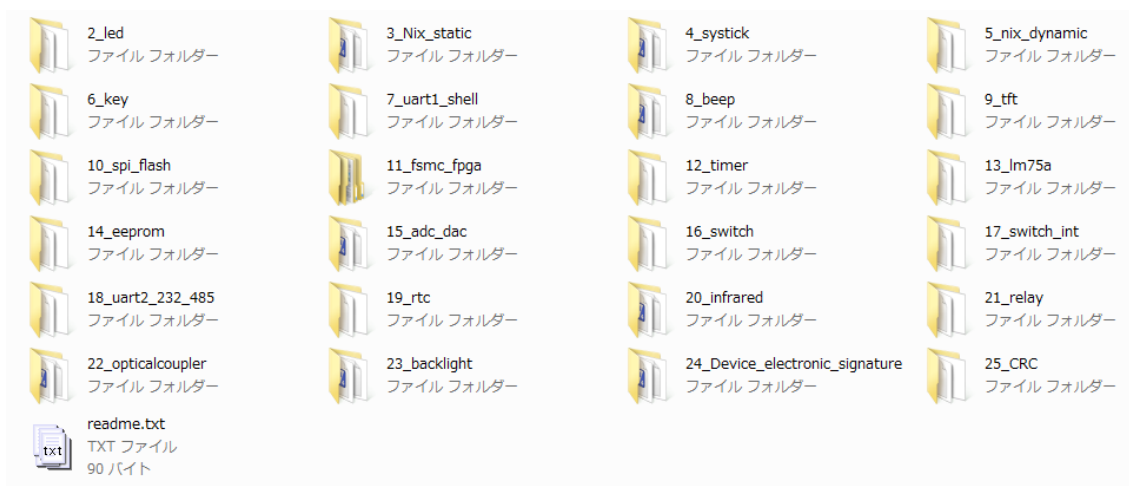 2_led
ファイル フォルダー
3_Nix_static
ファイル フォルダー
4_systick
ファイル フォルダー
5_nix_dynamic
ファイル フォルダー
6_key
ファイル フォルダー
7_uart1_shell
ファイル フォルダー
8_beep
ファイル フォルダー
9_tft
ファイル フォルダー
10_spi_flash
ファイル フォルダー
11_fsmc_fpga
ファイル フォルダー
12_timer
ファイル フォルダー
13_lm75a
ファイル フォルダー
14_eeprom
ファイル フォルダー
15_adc_dac
ファイル フォルダー
16_switch
ファイル フォルダー
17_switch_int
ファイル フォルダー
18_uart2_232_485
ファイル フォルダー
19_rtc
ファイル フォルダー
20_infrared
ファイル フォルダー
21_relay
ファイル フォルダー
22_opticalcoupler
ファイル フォルダー
23_backlight
ファイル フォルダー
24_Device_electronic_signature
ファイル フォルダー
25_CRC
ファイル フォルダー
txt
readme.txt
TXT ファイル
90 バイト